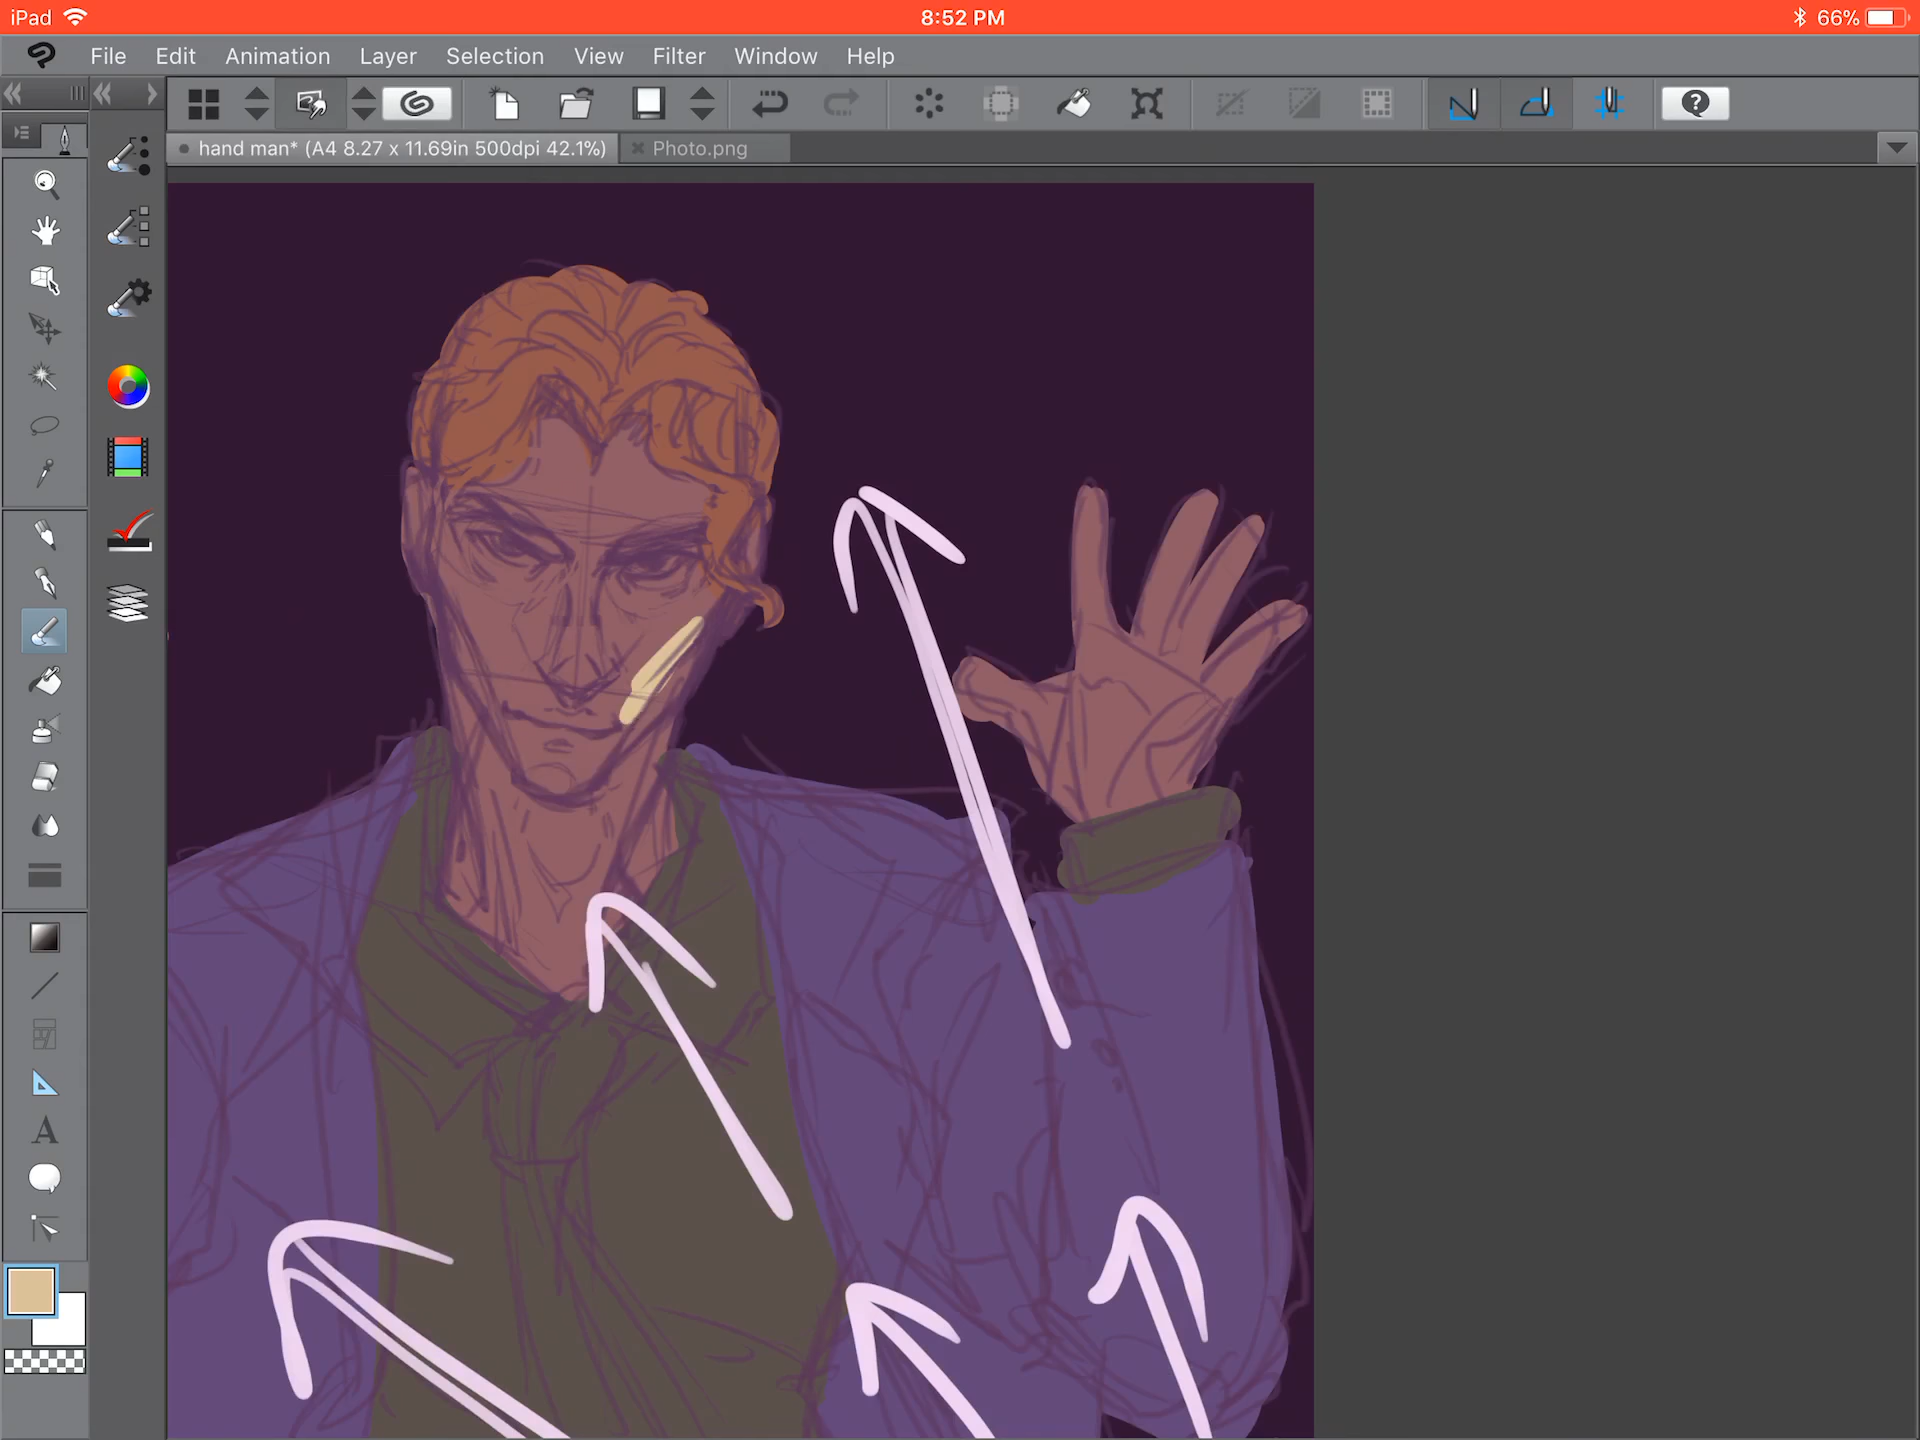 iPad 8:52 PM 66%
File Edit Animation Layer Selection View Filter Window Help
hand man* (A4 8.27 x 11.69in 500dpi 42.1%) Photo.png
A